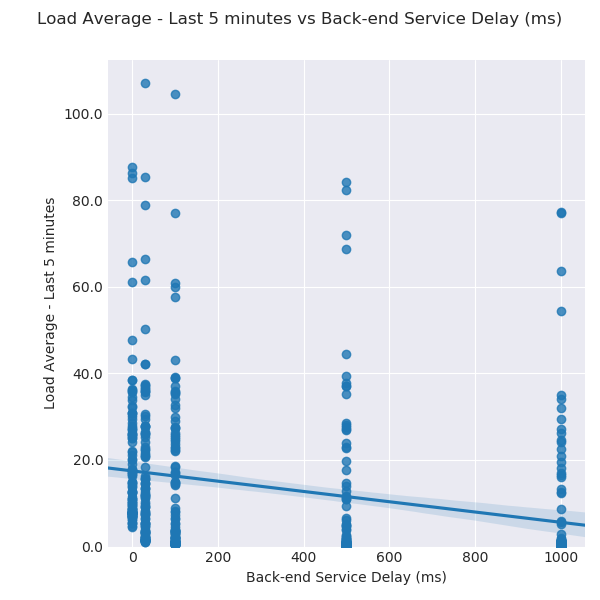 Load Average - Last 5 minutes vs Back-end Service Delay (ms)
100.0
80.0
60.0
40.0
20.0
0.0
Load Average - Last 5 minutes
0 200 400 600 800 1000
Back-end Service Delay (ms)